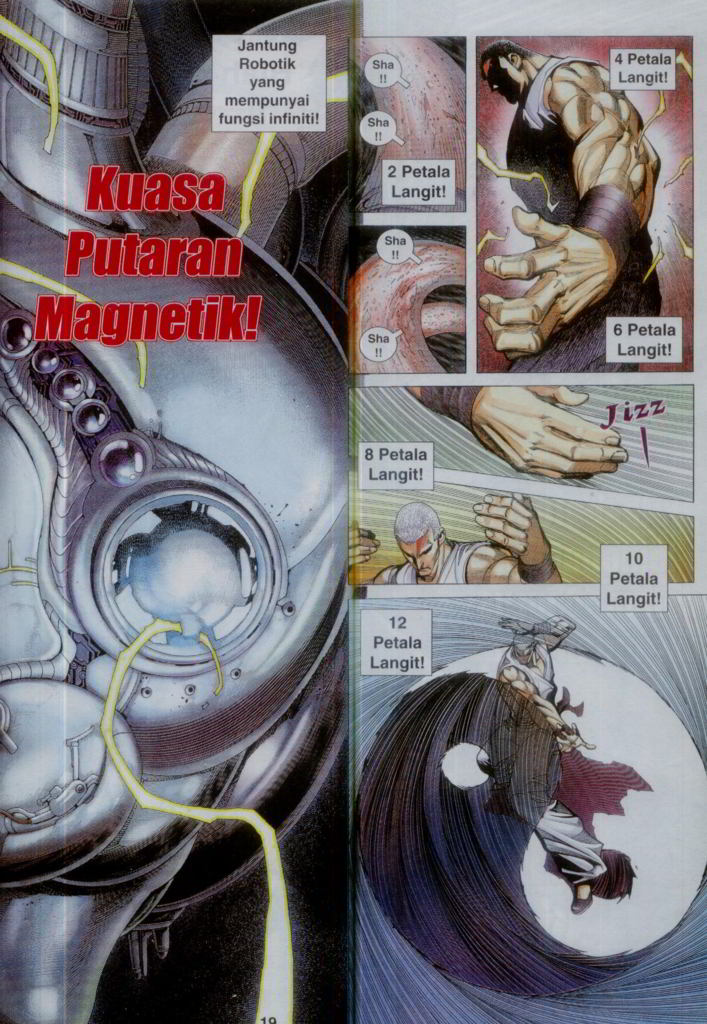 Jantung
Robotik
yang
mempunyai
fungsi infiniti!
Kuasa
Putaran
Magnetik!
19
Sha
!!
Sha
!!
2 Petala
Langit!
4 Petala
Langit!
Sha
!!
Sha
!!
6 Petala
Langit!
Jizz
8 Petala
Langit!
10
Petala
Langit!
12
Petala
Langit!